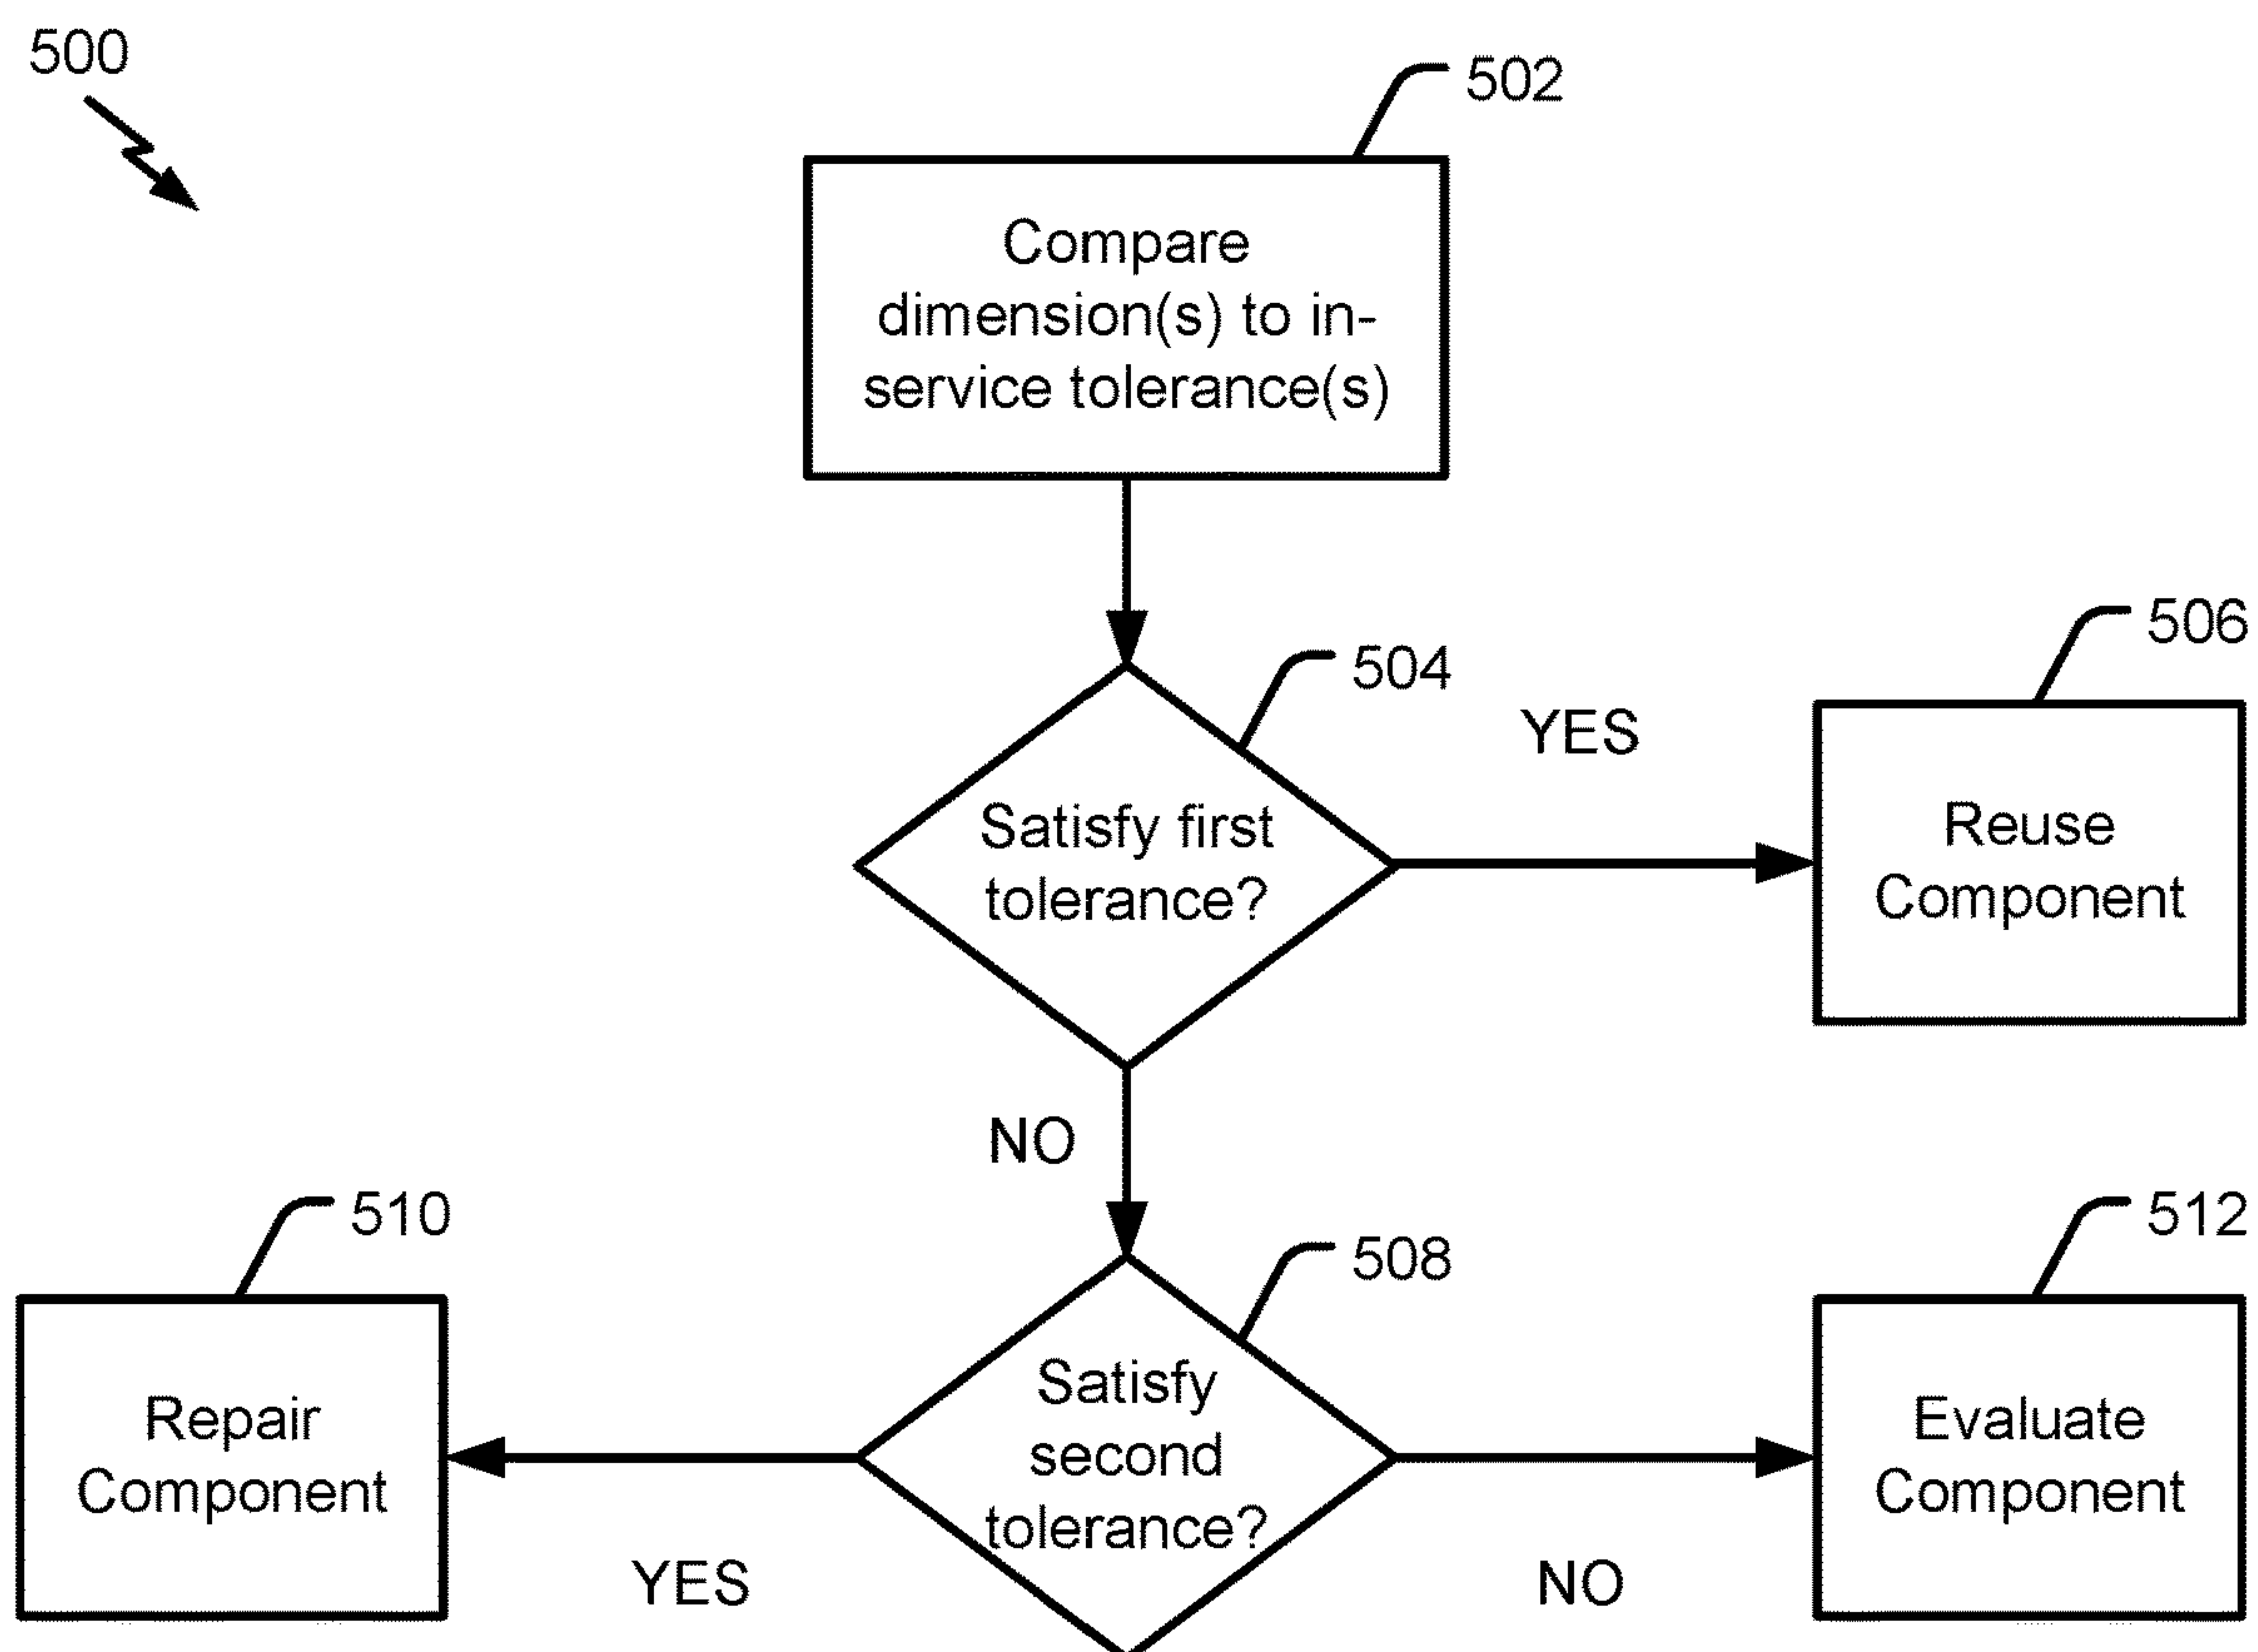 500
502
Compare
dimension(s) to in-
service tolerance(s)
504
YES
506
Satisfy first
tolerance?
Reuse
Component
NO
510
508
512
Repair
Component
Satisfy
second
tolerance?
Evaluate
Component
YES
NO